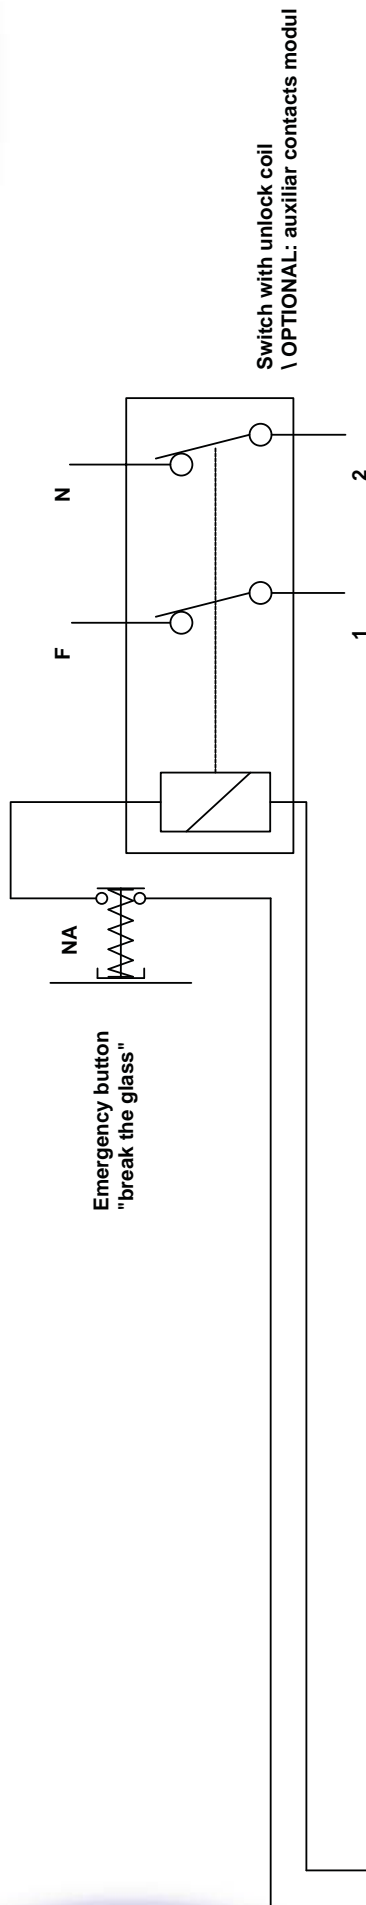 Switch with unlock coil
\ OPTIONAL: auxiliar contacts modul
N
F
2
1
NA
Emergency button
"break the glass"